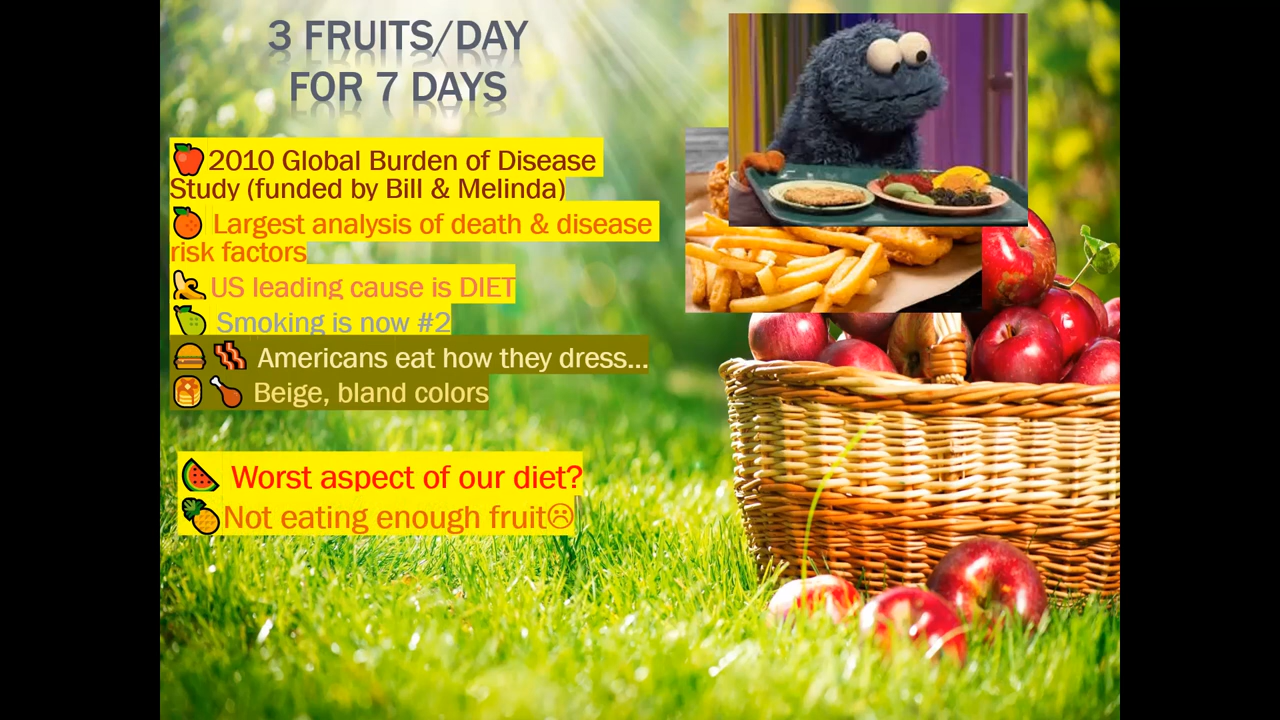 3 FRUITS/DAY
FOR 7 DAYS
🍎2010 Global Burden of Disease
Study (funded by Bill & Melinda)
🍊 Largest analysis of death & disease
risk factors
🍌 US leading cause is DIET
🍏 Smoking is now #2
🍔🥓 Americans eat how they dress...
🥞🍗 Beige, bland colors
🍉 Worst aspect of our diet?
🍍Not eating enough fruit☹